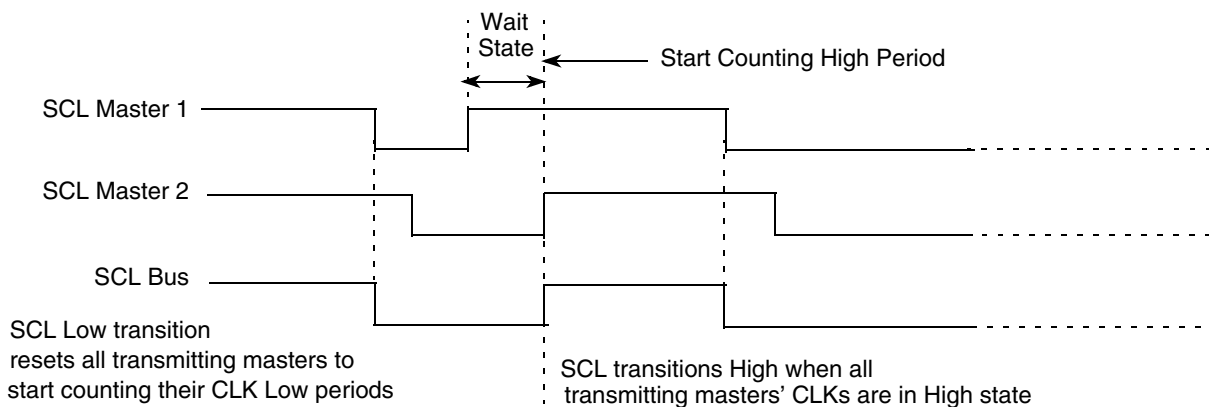 Wait
State
Start Counting High Period
SCL Master 1
SCL Master 2
SCL Bus
SCL Low transition
resets all transmitting masters to
start counting their CLK Low periods
SCL transitions High when all
transmitting masters’ CLKs are in High state